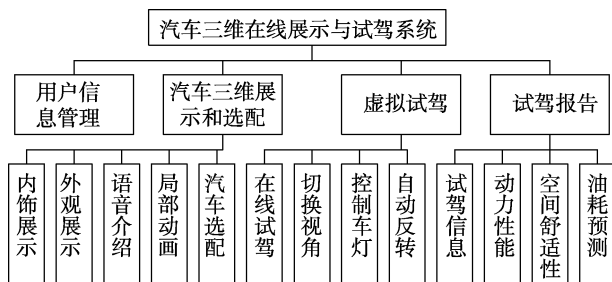 汽车三维在线展示与试驾系统
用户信
息管理
汽车三维展
示和选配
虚拟试驾
试驾报告
内饰展示
外观展示
语音介绍
局部动画
汽车选配
在线试驾
切换视角
控制车灯
自动反转
试驾信息
动力性能
空间舒适性
油耗预测